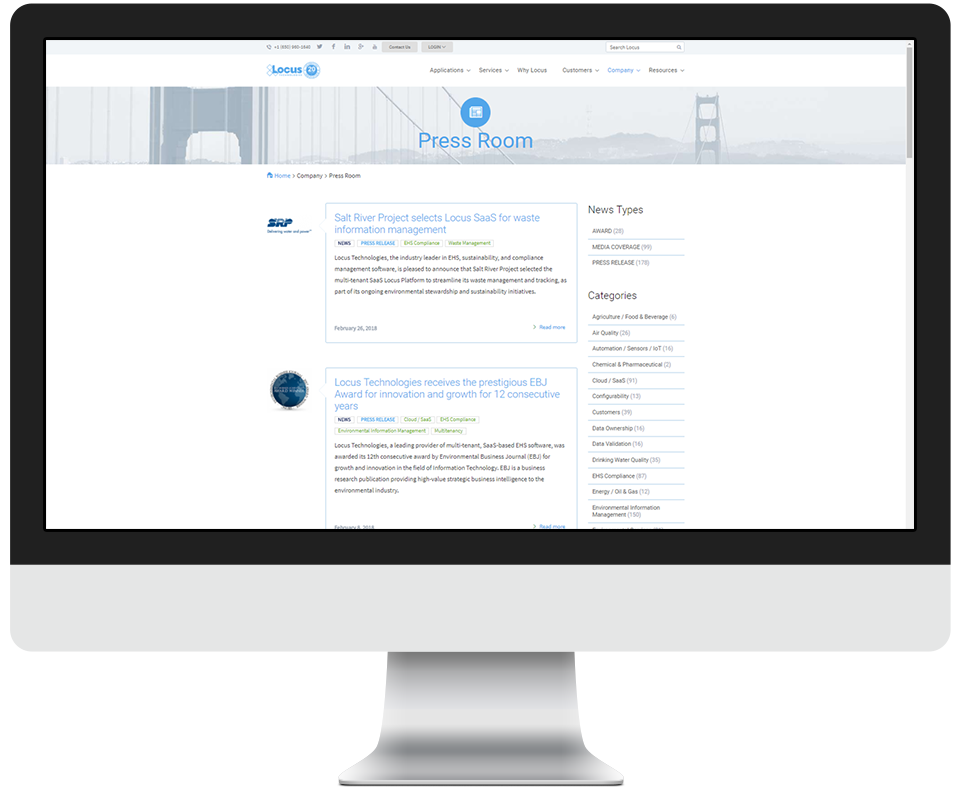 Contact Us
LOGIN
Search Locus
Locus 20
Applications Services Why Locus Customers Company Resources
Press Room
Home > Company > Press Room
SRP
Delivering water and power™
Salt River Project selects Locus SaaS for waste
information management
NEWS PRESS RELEASE EHS Compliance Waste Management
Locus Technologies, the industry leader in EHS, sustainability, and compliance
management software, is pleased to announce that Salt River Project selected the
multi-tenant SaaS Locus Platform to streamline its waste management and tracking, as
part of its ongoing environmental stewardship and sustainability initiatives.
February 26, 2018
> Read more
Locus Technologies receives the prestigious EBJ
Award for innovation and growth for 12 consecutive
years
NEWS PRESS RELEASE Cloud / SaaS EHS Compliance
Environmental Information Management Multitenancy
Locus Technologies, a leading provider of multi-tenant, SaaS-based EHS software, was
awarded its 12th consecutive award by Environmental Business Journal (EBJ) for
growth and innovation in the field of Information Technology. EBJ is a business
research publication providing high-value strategic business intelligence to the
environmental industry.
February 8, 2018
> Read more
News Types
AWARD (25)
MEDIA COVERAGE (99)
PRESS RELEASE (178)
Categories
Agriculture / Food & Beverage (6)
Air Quality (26)
Automation / Sensors / IoT (16)
Chemical & Pharmaceutical (2)
Cloud / SaaS (91)
Configurability (13)
Customers (39)
Data Ownership (16)
Data Validation (16)
Drinking Water Quality (35)
EHS Compliance (87)
Energy / Oil & Gas (12)
Environmental Information
Management (150)